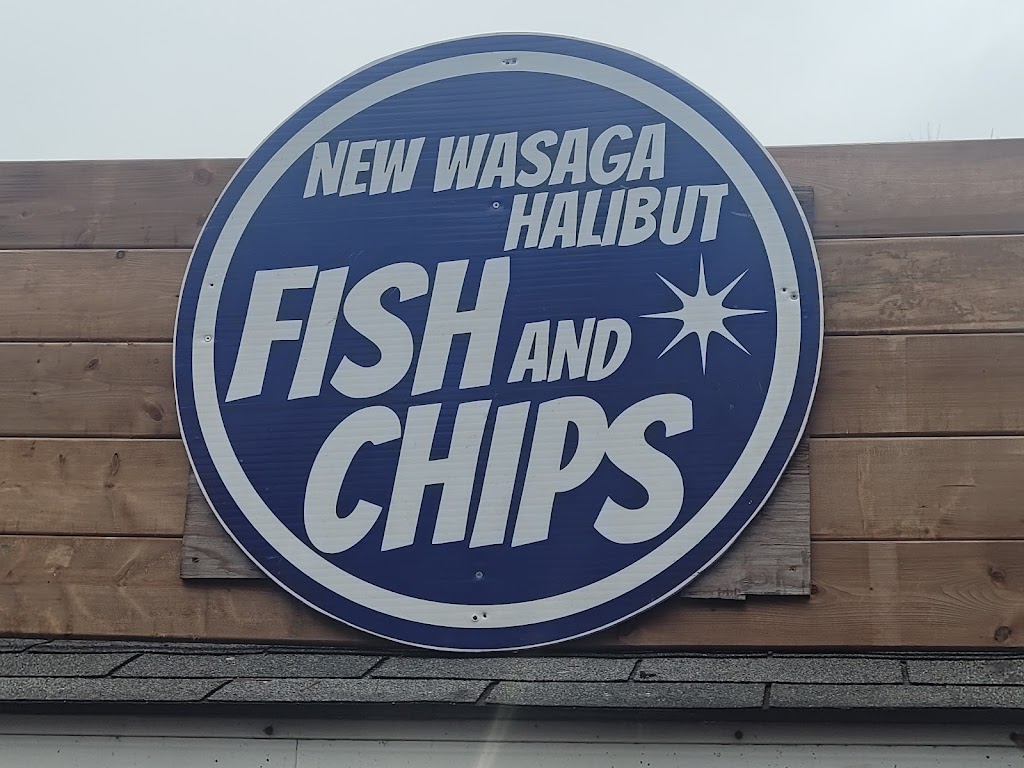 NEW WASAGA
HALIBUT
FISH AND
CHIPS